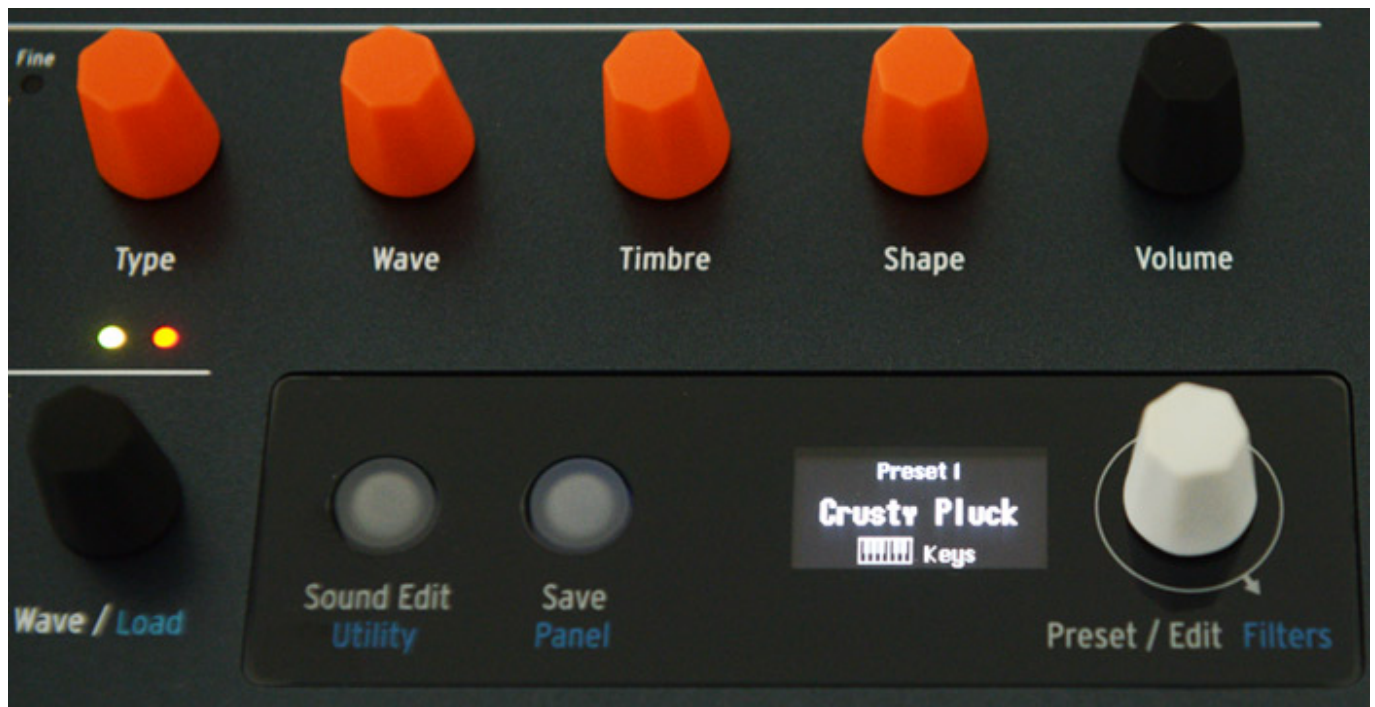 Fine
Type
Wave
Timbre
Shape
Volume
Wave / Load
Sound Edit
Utility
Save
Panel
Preset 1
Crusty Pluck
Keys
Preset / Edit Filters